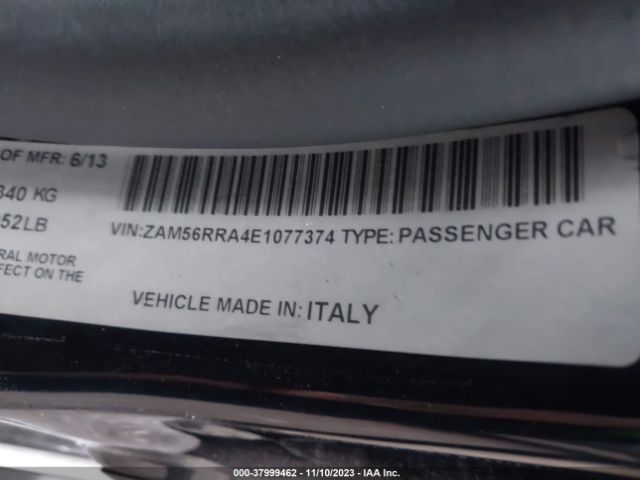 OF MFR: 6/13
340 KG
52LB
VIN:ZAM56RRA4E1077374 TYPE: PASSENGER CAR
RAL MOTOR
FECT ON THE
VEHICLE MADE IN: ITALY
000-37999462 - 11/10/2023 - IAA Inc.